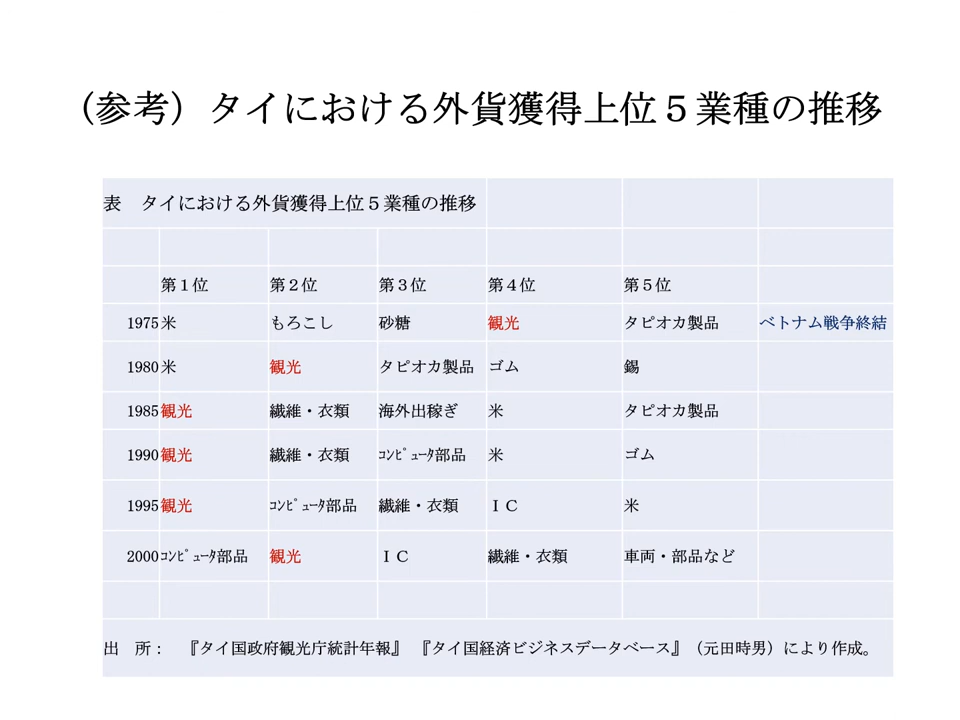 （参考）タイにおける外貨獲得上位５業種の推移
表　タイにおける外貨獲得上位５業種の推移
第１位 第２位 第３位 第４位 第５位
1975 米 もろこし 砂糖 観光 タピオカ製品 ベトナム戦争終結
1980 米 観光 タピオカ製品 ゴム 錫
1985 観光 繊維・衣類 海外出稼ぎ 米 タピオカ製品
1990 観光 繊維・衣類 ｺﾝﾋﾟｭｰﾀ部品 米 ゴム
1995 観光 ｺﾝﾋﾟｭｰﾀ部品 繊維・衣類 ＩＣ 米
2000 ｺﾝﾋﾟｭｰﾀ部品 観光 ＩＣ 繊維・衣類 車両・部品など
出　所：　『タイ国政府観光庁統計年報』　『タイ国経済ビジネスデータベース』（元田時男）により作成。